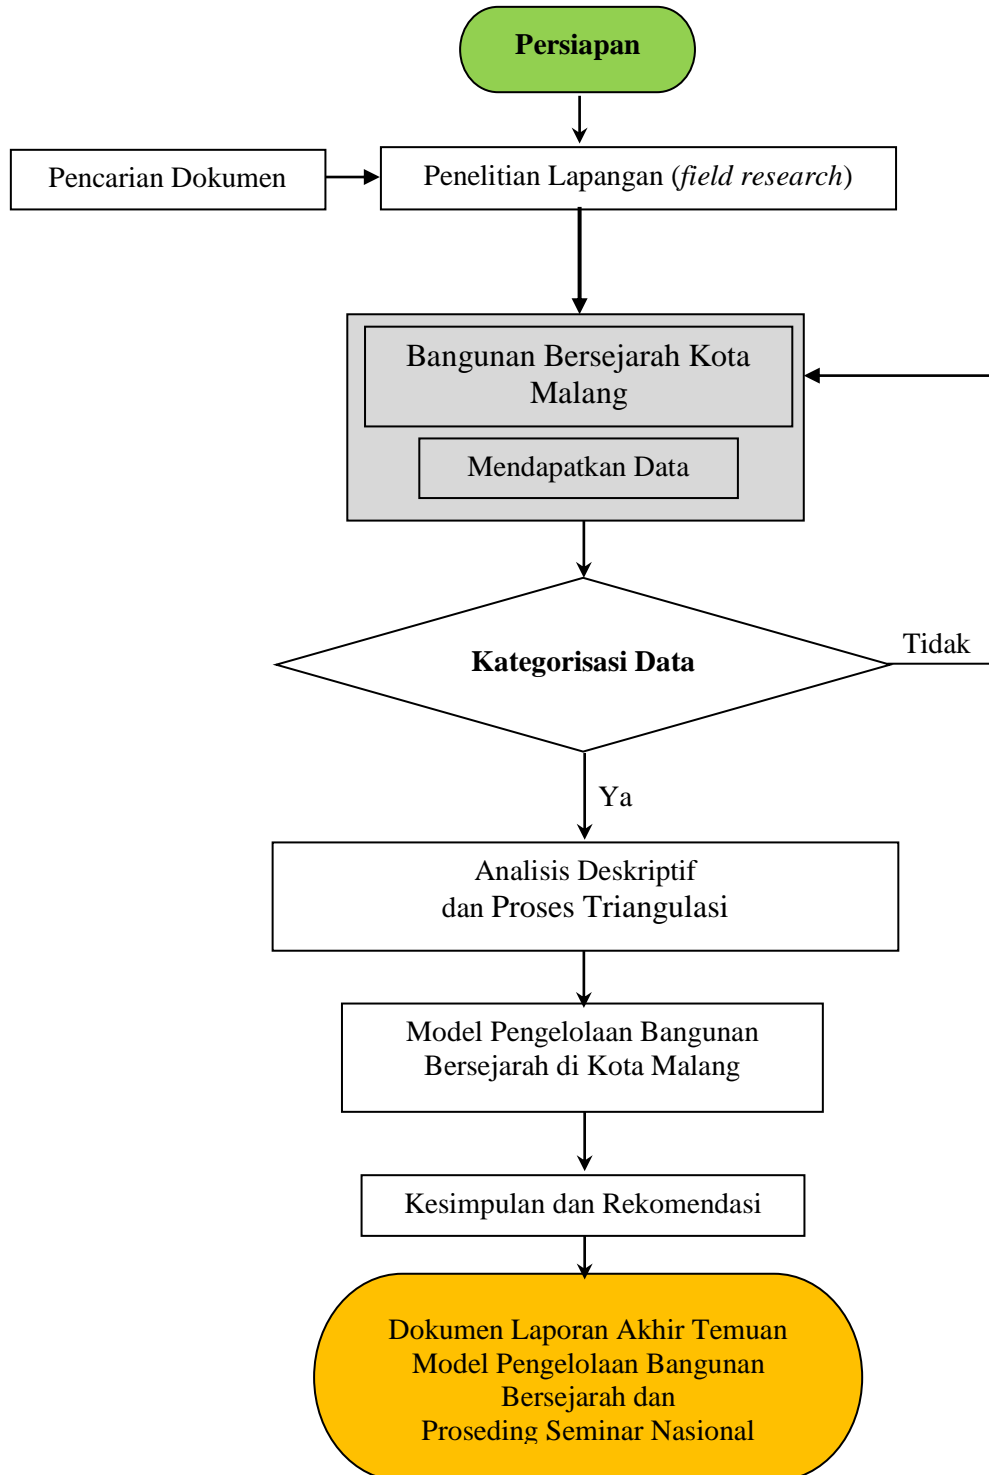 Persiapan
Pencarian Dokumen
Penelitian Lapangan (field research)
Bangunan Bersejarah Kota
Malang
Mendapatkan Data
Kategorisasi Data
Tidak
Ya
Analisis Deskriptif
dan Proses Triangulasi
Model Pengelolaan Bangunan
Bersejarah di Kota Malang
Kesimpulan dan Rekomendasi
Dokumen Laporan Akhir Temuan
Model Pengelolaan Bangunan
Bersejarah dan
Proseding Seminar Nasional